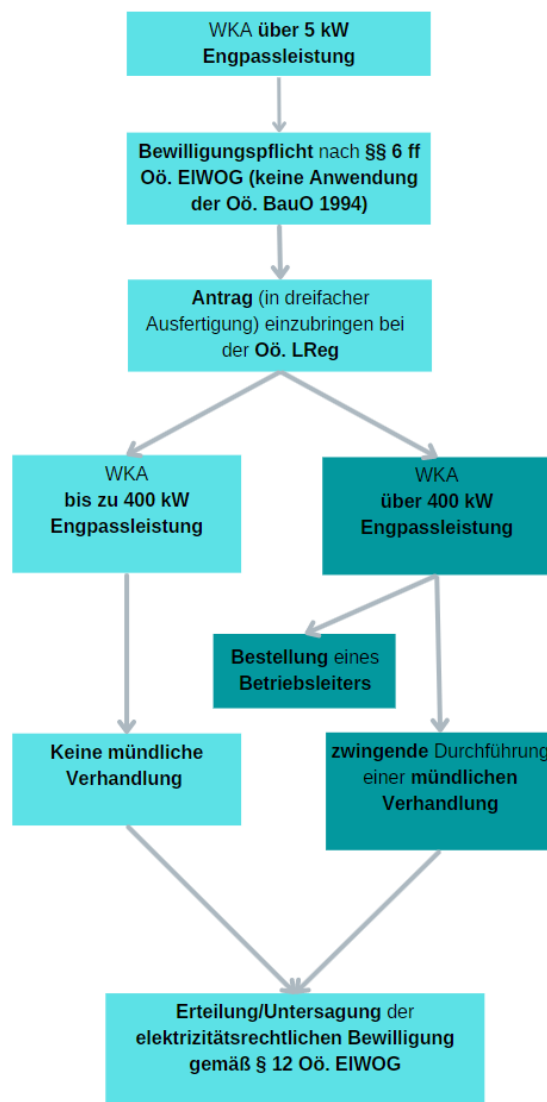 WKA über 5 kW
Engpassleistung
Bewilligungspflicht nach §§ 6 ff
Oö. ElWOG (keine Anwendung
der Oö. BauO 1994)
Antrag (in dreifacher
Ausfertigung) einzubringen bei
der Oö. LReg
WKA
bis zu 400 kW
Engpassleistung
WKA
über 400 kW
Engpassleistung
Bestellung eines
Betriebsleiters
Keine mündliche
Verhandlung
zwingende Durchführung
einer mündlichen
Verhandlung
Erteilung/Untersagung der
elektrizitätsrechtlichen Bewilligung
gemäß § 12 Oö. ElWOG